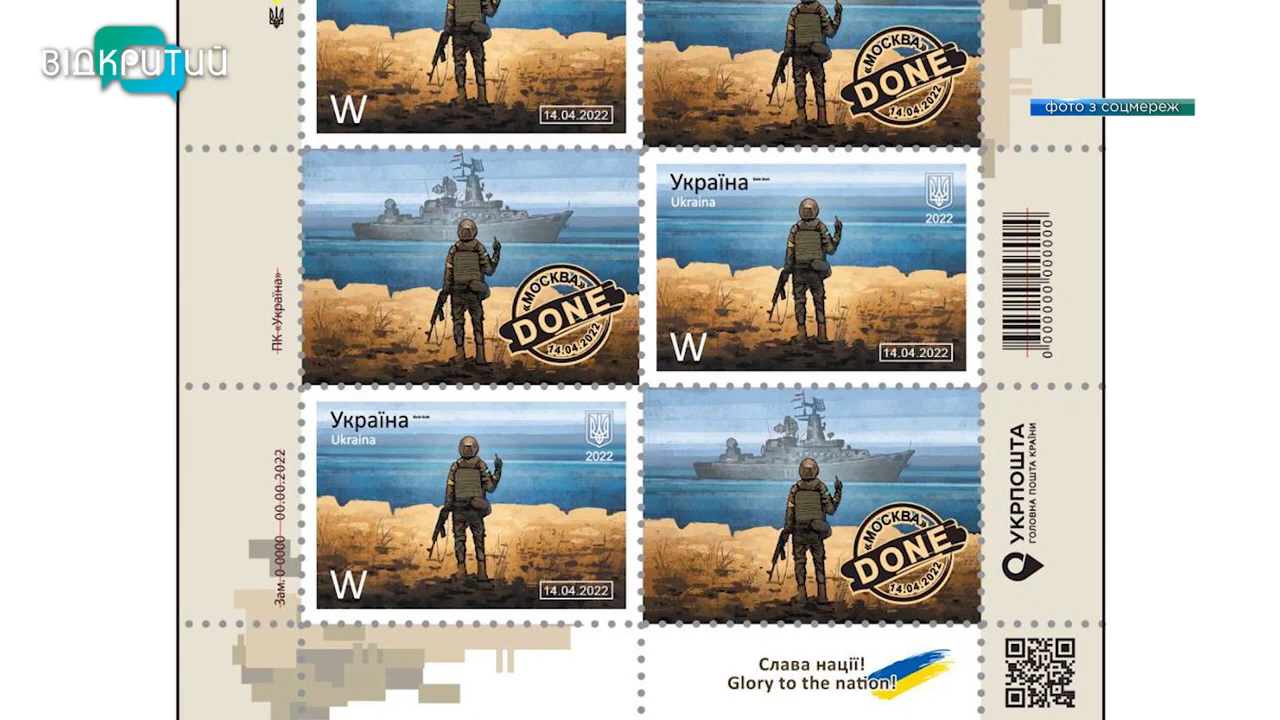 ВІДКРИТИЙ
фото з соцмереж
W
14.04.2022
«МОСКВА»
DONE
14.04.2022
«МОСКВА»
DONE
14.04.2022
Україна
Ukraina
2022
W
14.04.2022
ПК «Україна»
00000000 00000000
Україна
Ukraina
2022
W
14.04.2022
«МОСКВА»
DONE
14.04.2022
Зам. 0-0000 00.00.2022
УКРПОШТА
ГОЛОВНА ПОШТА КРАЇНИ
Слава нації!
Glory to the nation!